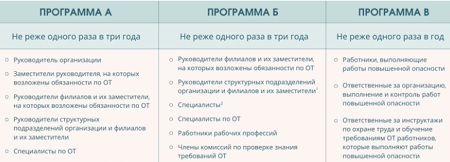 ПРОГРАММА А
Не реже одного раза в три года
Руководитель организации
Заместители руководителя, на которых
возложены обязанности по ОТ
Руководители филиалов и их заместители,
на которых возложены обязанности по ОТ
Руководители структурных
подразделений организации и филиалов
и их заместители
Специалисты по ОТ
ПРОГРАММА Б
Не реже одного раза в три года
Руководители филиалов и их заместители,
на которых возложены обязанности по ОТ
Руководители структурных подразделений
организации и филиалов и их заместители¹
Специалисты²
Специалисты по ОТ
Работники рабочих профессий
Члены комиссий по проверке знания
требований ОТ
ПРОГРАММА В
Не реже одного раза в год
Работники, выполняющие
работы повышенной опасности
Ответственные за организацию,
выполнение и контроль работ
повышенной опасности
Ответственные за инструктажи
по охране труда и обучение
требованиям ОТ работников,
которые выполняют работы
повышенной опасности